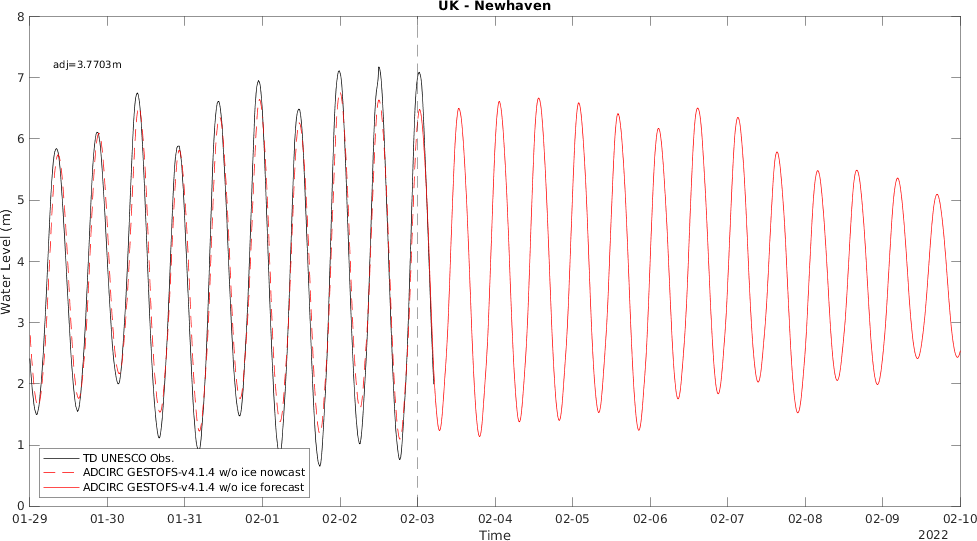 UK - Newhaven
8
adj=3.7703m
7
6
5
4
3
2
1
0
Water Level (m)
TD UNESCO Obs.
ADCIRC GESTOFS-v4.1.4 w/o ice nowcast
ADCIRC GESTOFS-v4.1.4 w/o ice forecast
01-29 01-30 01-31 02-01 02-02 02-03 02-04 02-05 02-06 02-07 02-08 02-09 02-10
Time
2022